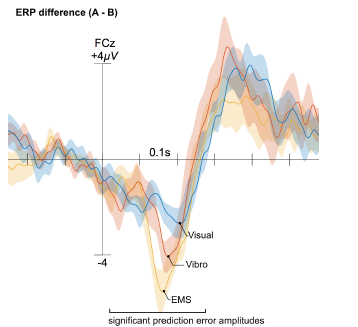 ERP difference (A - B)
FCz
+4μV
0.1s
-4
Visual
Vibro
EMS
significant prediction error amplitudes